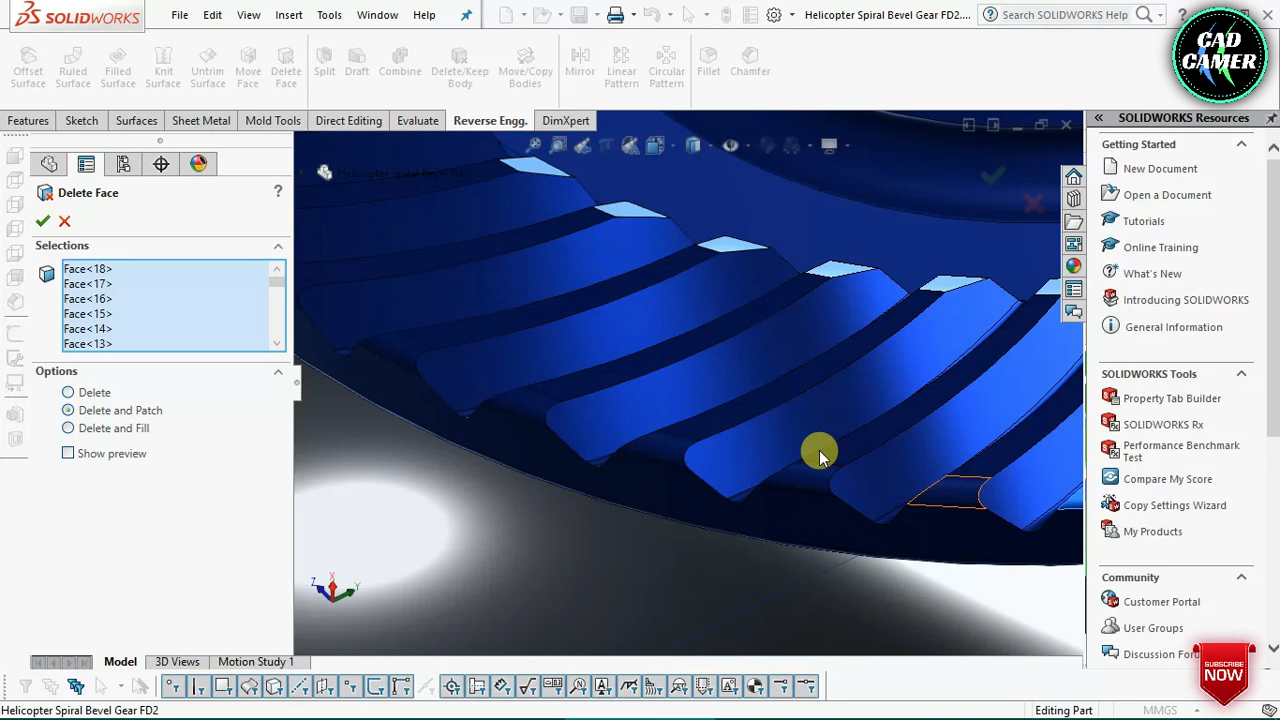 SOLIDWORKS
File Edit View Insert Tools Window Help
Helicopter Spiral Bevel Gear FD2....
Search SOLIDWORKS Help
CAD
CAMER
Offset Surface
Ruled Surface
Filled Surface
Knit Surface
Untrim Surface
Move Face
Delete Face
Split
Draft
Combine
Delete/Keep Body
Move/Copy Bodies
Mirror
Linear Pattern
Circular Pattern
Fillet
Chamfer
Features Sketch Surfaces Sheet Metal Mold Tools Direct Editing Evaluate Reverse Engg. DimXpert
Delete Face
?
Selections
Face<18>
Face<17>
Face<16>
Face<15>
Face<14>
Face<13>
Options
Delete
Delete and Patch
Delete and Fill
Show preview
X
Y
Z
SOLIDWORKS Resources
Getting Started
New Document
Open a Document
Tutorials
Online Training
What's New
Introducing SOLIDWORKS
General Information
SOLIDWORKS Tools
Property Tab Builder
SOLIDWORKS Rx
Performance Benchmark
Test
Compare My Score
Copy Settings Wizard
My Products
Community
Customer Portal
User Groups
SUBSCRIBE
NOW
Model 3D Views Motion Study 1
Helicopter Spiral Bevel Gear FD2
Editing Part
MMGS